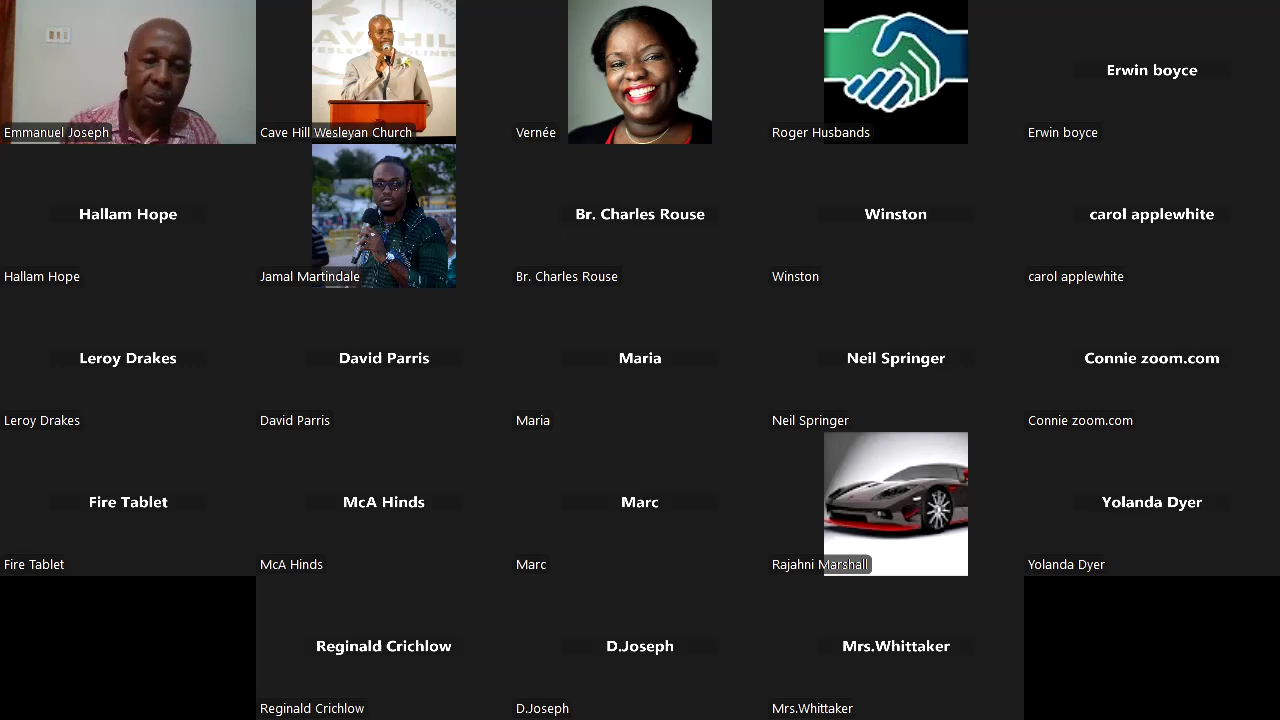 Emmanuel Joseph
Cave Hill Wesleyan Church
Vernée
Roger Husbands
Erwin boyce
Erwin boyce
Hallam Hope
Hallam Hope
Jamal Martindale
Br. Charles Rouse
Br. Charles Rouse
Winston
Winston
carol applewhite
carol applewhite
Leroy Drakes
Leroy Drakes
David Parris
David Parris
Maria
Maria
Neil Springer
Neil Springer
Connie zoom.com
Connie zoom.com
Fire Tablet
Fire Tablet
McA Hinds
McA Hinds
Marc
Marc
Rajahni Marshall
Yolanda Dyer
Yolanda Dyer
Reginald Crichlow
Reginald Crichlow
D.Joseph
D.Joseph
Mrs.Whittaker
Mrs.Whittaker